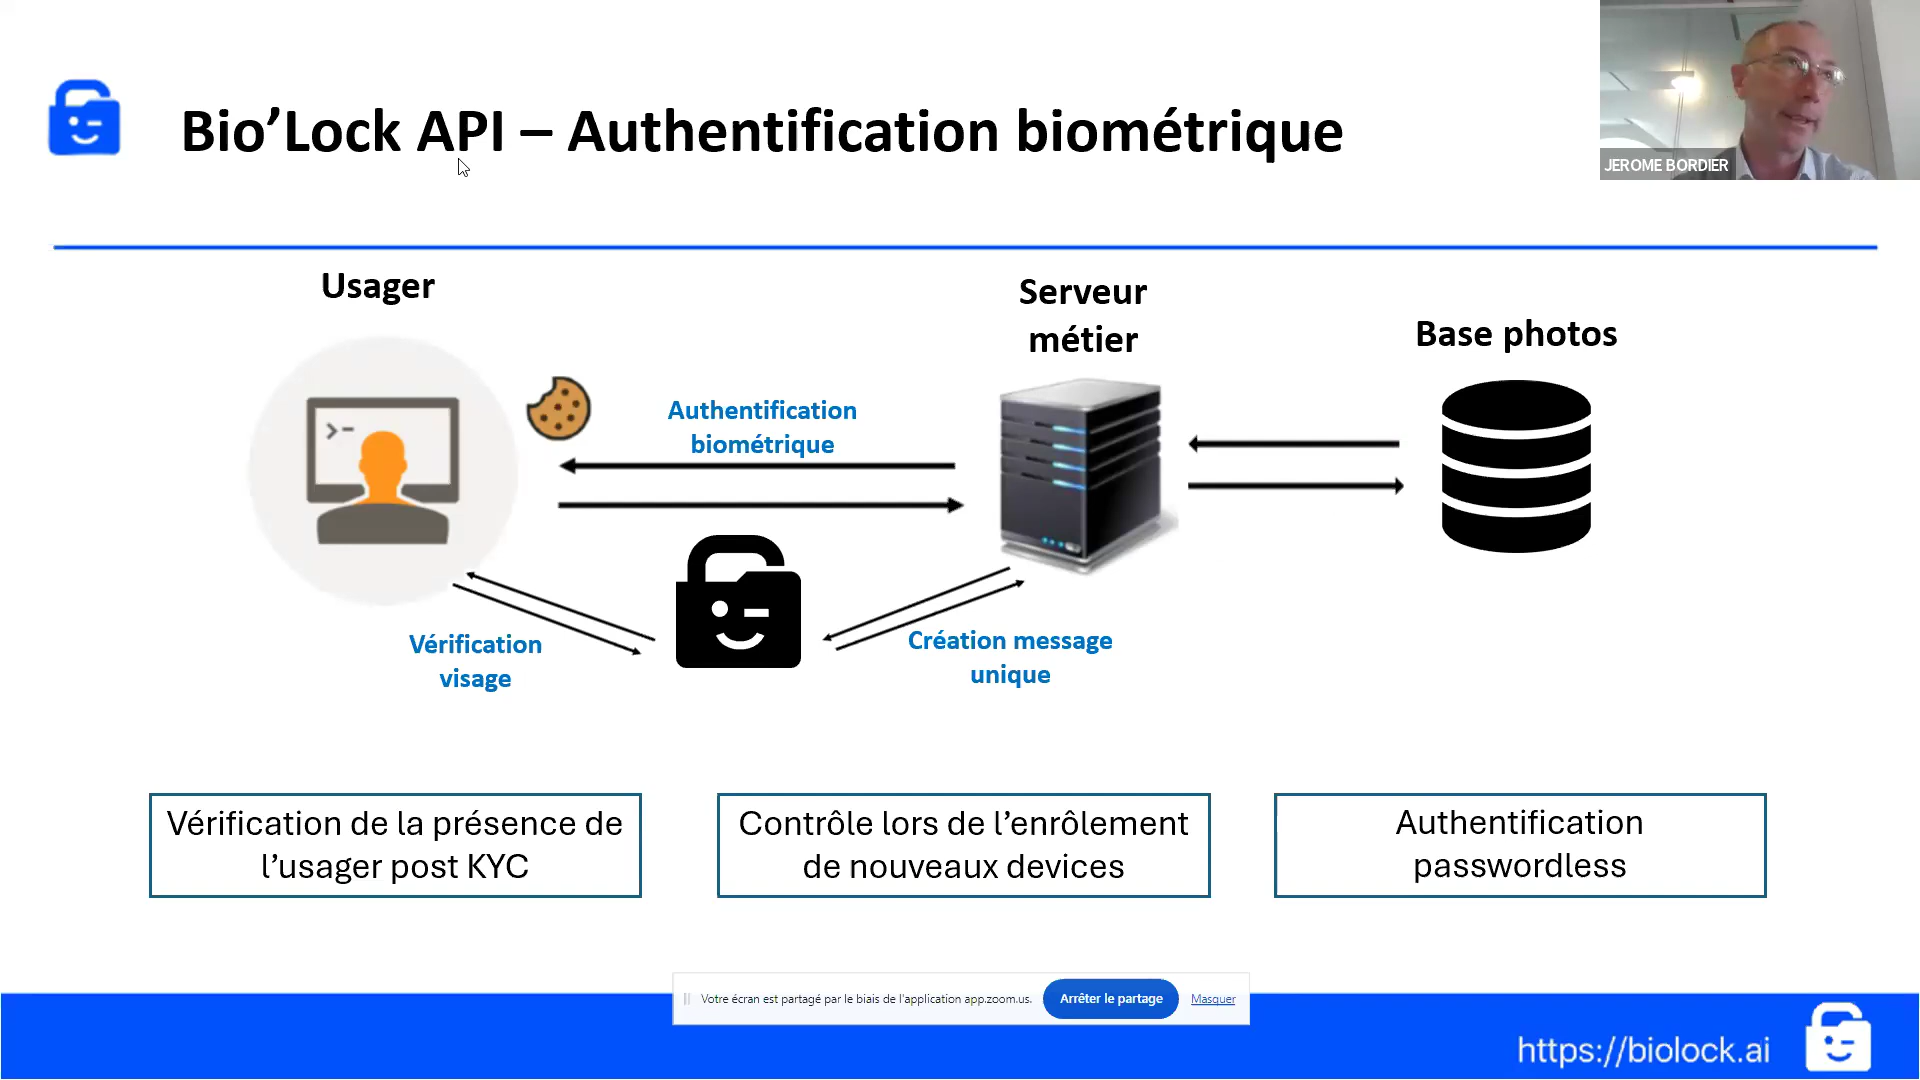 Bio’Lock API – Authentification biométrique
JEROME BORDIER
Usager
Serveur
métier
Base photos
Authentification
biométrique
Vérification
visage
Création message
unique
Vérification de la présence de
l’usager post KYC
Contrôle lors de l’enrôlement
de nouveaux devices
Authentification
passwordless
Votre écran est partagé par le biais de l'application app.zoom.us.
Arrêter le partage
Masquer
https://biolock.ai